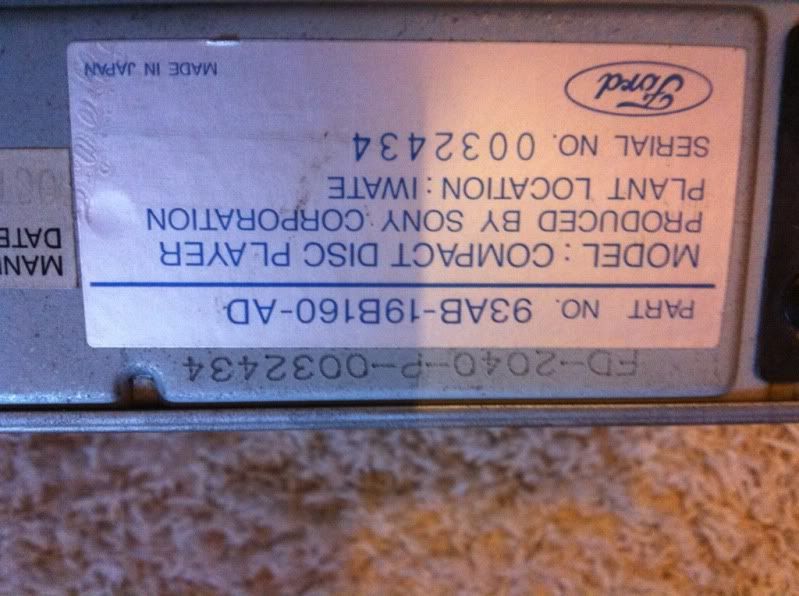 FD-2040-P-0032434
PART NO. 93AB-19B160-AD
MODEL : COMPACT DISC PLAYER
PRODUCED BY SONY CORPORATION
PLANT LOCATION : IWATE
SERIAL NO. 0032434
Ford
MADE IN JAPAN
MANU
DATE